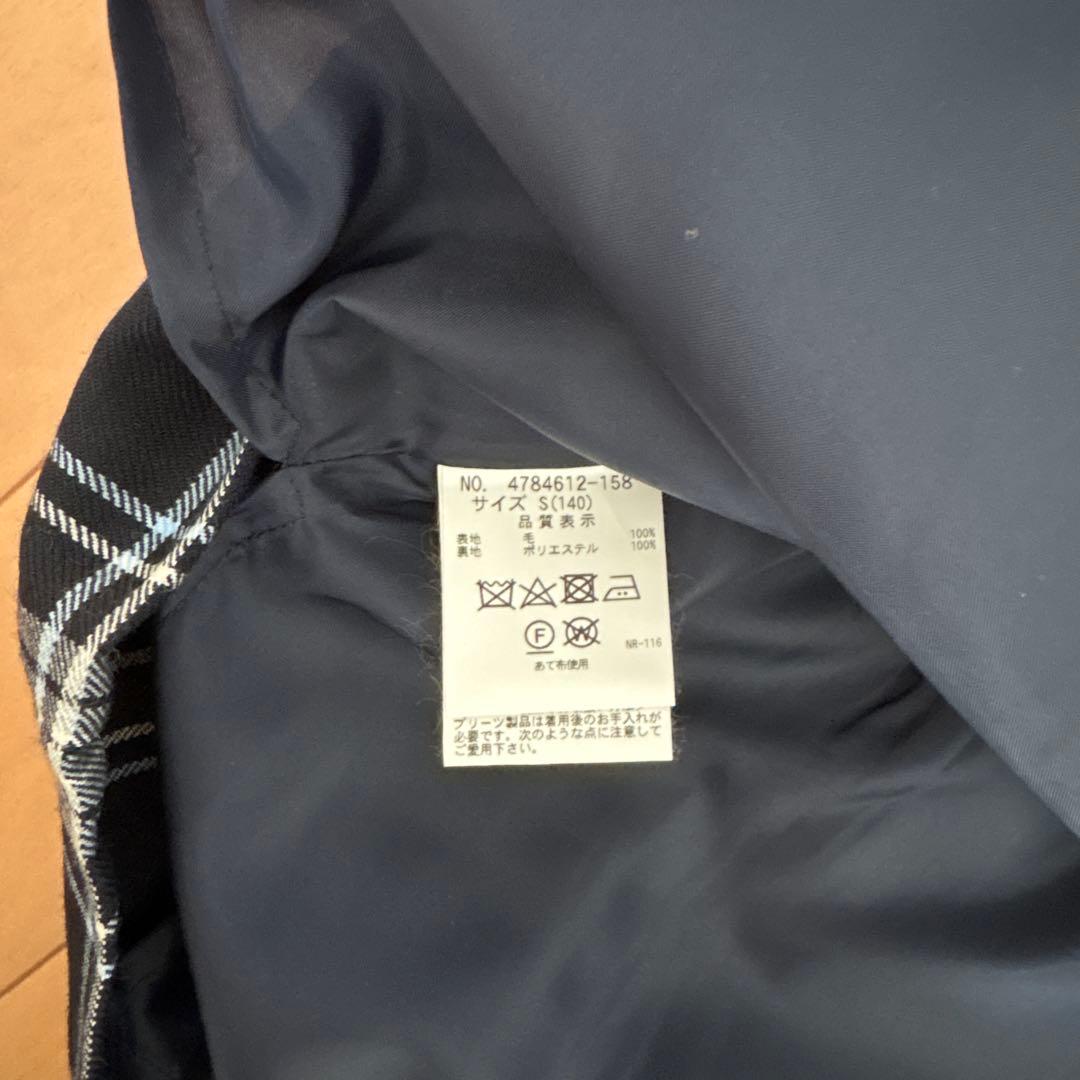 NO. 4784612-158
サイズ S(140)
品質表示
表地 毛 100%
裏地 ポリエステル 100%
F W NR-116
あて布使用
プリーツ製品は着用後のお手入れが
必要です。次のような点に注意して
ご愛用下さい。